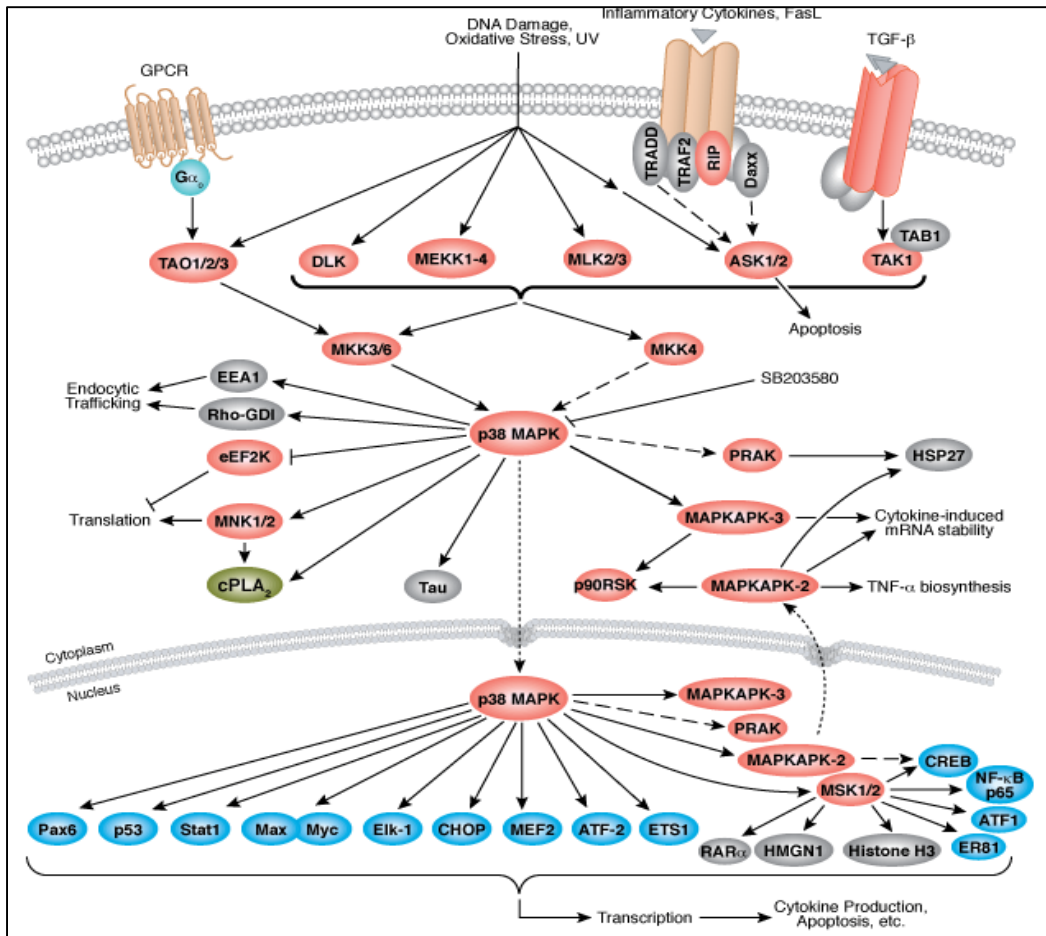 Inflammatory Cytokines, FasL
DNA Damage,
Oxidative Stress, UV
TGF-β
GPCR
TRADD
TRAF2
RIP
Daxx
Gαo
TAB1
TAO1/2/3
DLK
MEKK1-4
MLK2/3
ASK1/2
TAK1
Apoptosis
MKK3/6
MKK4
EEA1
SB203580
Endocytic
Trafficking
Rho-GDI
p38 MAPK
eEF2K
PRAK
HSP27
Translation
MNK1/2
MAPKAPK-3
Cytokine-induced
mRNA stability
cPLA2
Tau
p90RSK
MAPKAPK-2
TNF-α biosynthesis
Cytoplasm
Nucleus
p38 MAPK
MAPKAPK-3
PRAK
MAPKAPK-2
CREB
MSK1/2
NF-κB
p65
Pax6
p53
Stat1
Max
Myc
Elk-1
CHOP
MEF2
ATF-2
ETS1
ATF1
RARα
HMGN1
Histone H3
ER81
Transcription
Cytokine Production,
Apoptosis, etc.